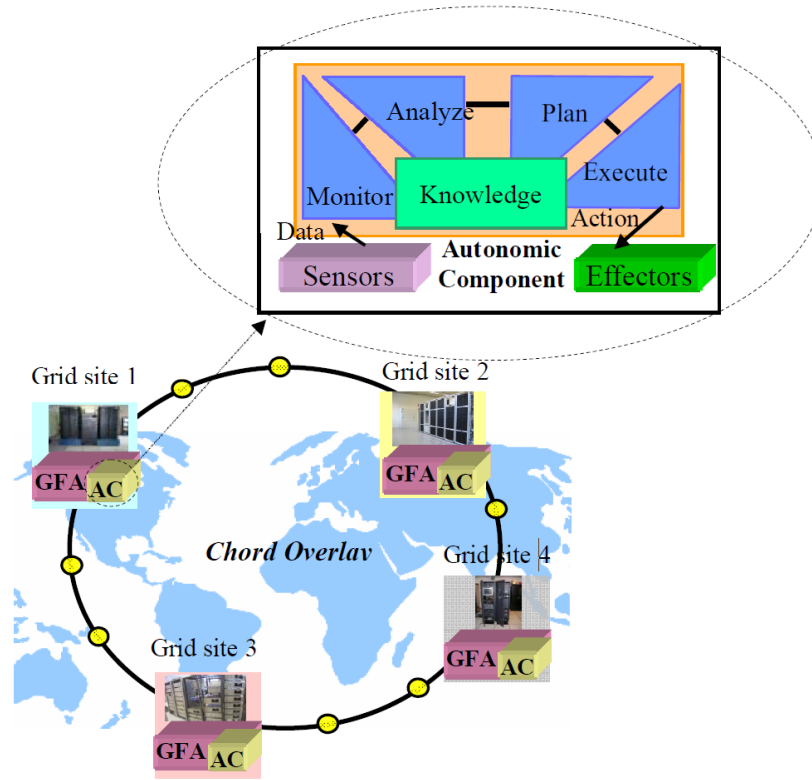 Analyze
Plan
Monitor
Knowledge
Execute
Data
Action
Sensors
Autonomic
Component
Effectors
Grid site 1
Grid site 2
GFA
AC
GFA
AC
Chord Overlav
Grid site 4
GFA
AC
Grid site 3
GFA
AC